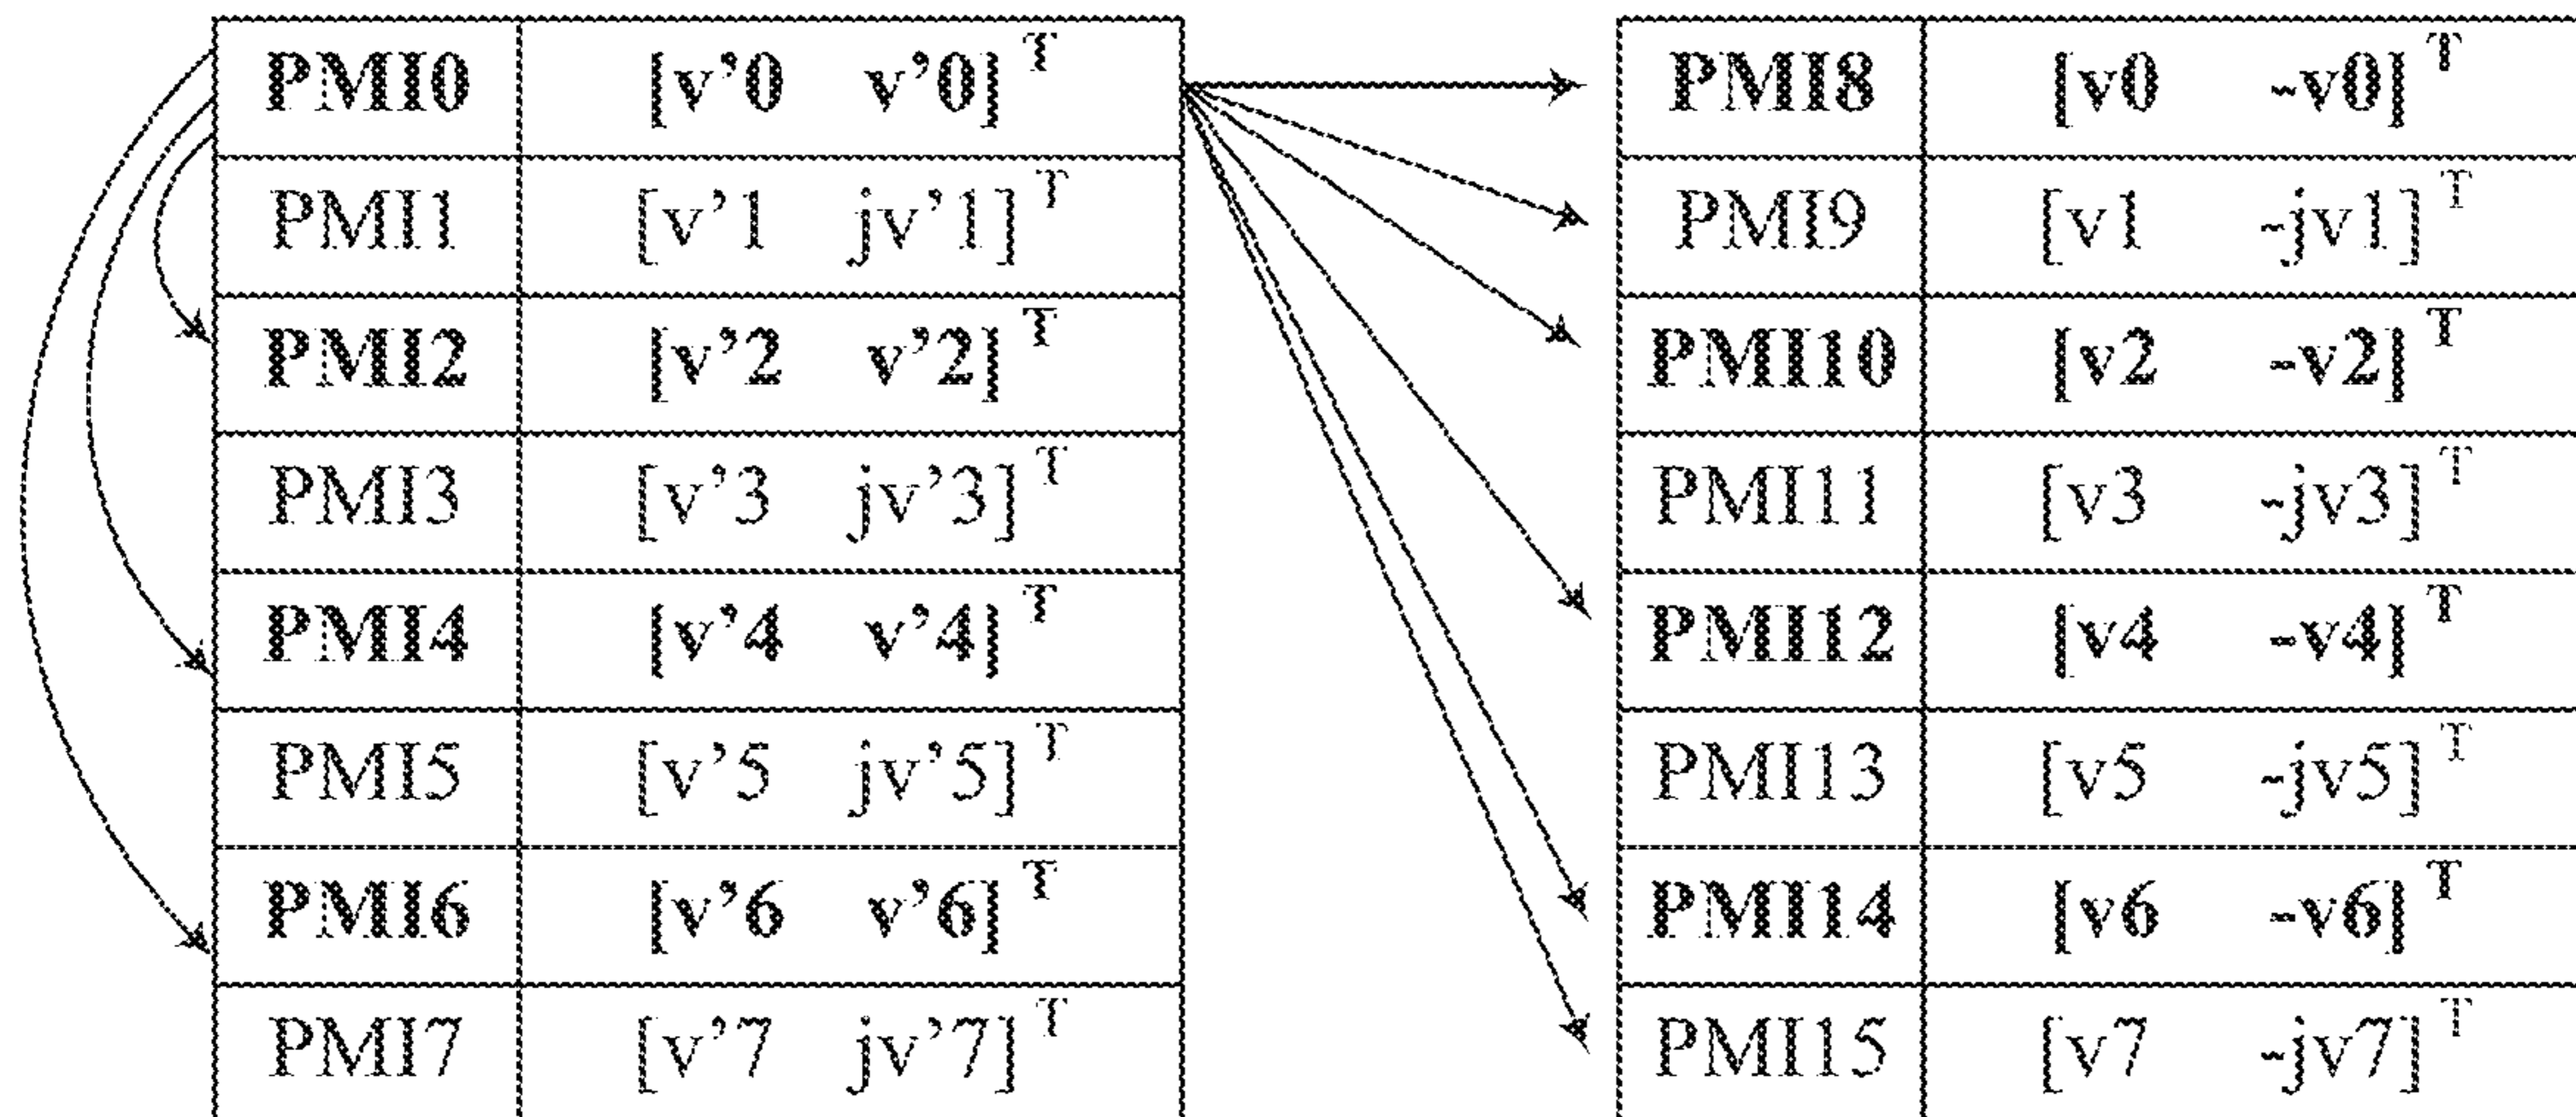 PMI0 [v’0 v’0] T
PMI1 [v’1 jv’1] T
PMI2 [v’2 v’2] T
PMI3 [v’3 jv’3] T
PMI4 [v’4 v’4] T
PMI5 [v’5 jv’5] T
PMI6 [v’6 v’6] T
PMI7 [v’7 jv’7] T
PMI8 [v0 -v0] T
PMI9 [v1 -jv1] T
PMI10 [v2 -v2] T
PMI11 [v3 -jv3] T
PMI12 [v4 -v4] T
PMI13 [v5 -jv5] T
PMI14 [v6 -v6] T
PMI15 [v7 -jv7] T